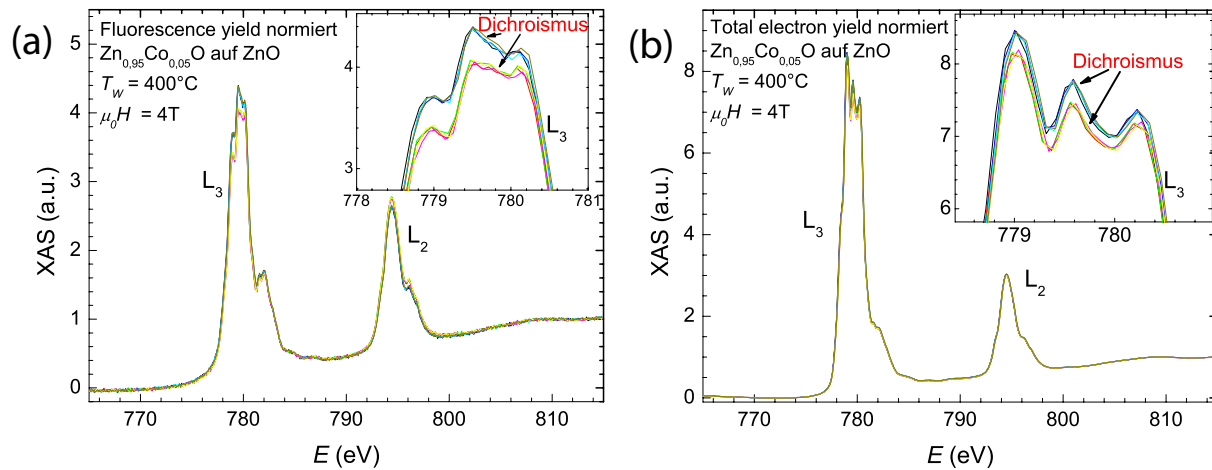 (a)
Fluorescence yield normiert
Zn0,95Co0,05O auf ZnO
TW = 400°C
μ0H = 4T
Dichroismus
L3
4
3
778 779 780 781
L3
L2
XAS (a.u.)
5
4
3
2
1
0
770 780 790 800 810
E (eV)
(b)
Total electron yield normiert
Zn0,95Co0,05O auf ZnO
TW = 400°C
μ0H = 4T
Dichroismus
L3
8
7
6
779 780
L3
L2
XAS (a.u.)
8
6
4
2
0
770 780 790 800 810
E (eV)